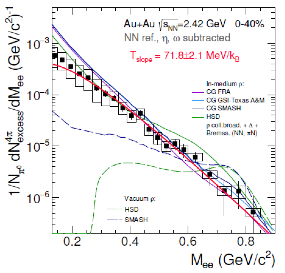 Au+Au √sNN=2.42 GeV 0-40%
NN ref., η, ω subtracted
Tslope = 71.8±2.1 MeV/kB
In-medium ρ:
CG FRA
CG GSI Texas A&M
CG SMASH
HSD
ρ coll broad. + Δ +
Bremss. (NN, πN)
Vacuum ρ:
HSD
SMASH
1/Nπ0 dN4πexcess/dMee (GeV/c2)-1
10-3
10-4
10-5
10-6
0.2 0.4 0.6 0.8
Mee (GeV/c2)